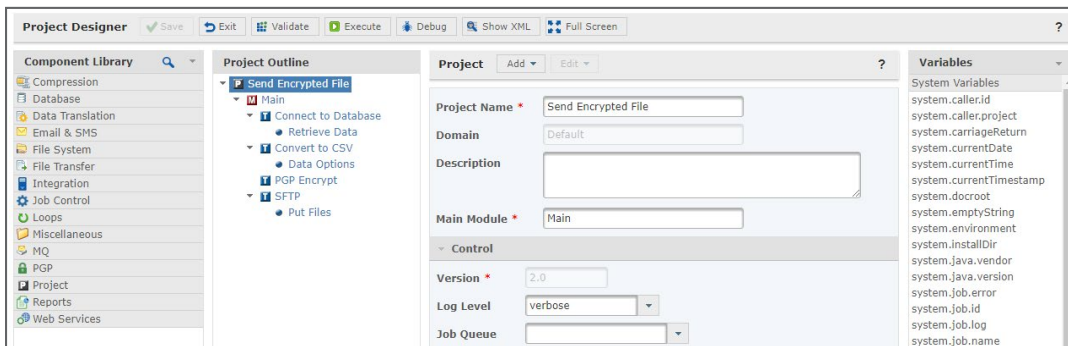 Project Designer Save Exit Validate Execute Debug Show XML Full Screen ?
Component Library
Compression
Database
Data Translation
Email & SMS
File System
File Transfer
Integration
Job Control
Loops
Miscellaneous
MQ
PGP
Project
Reports
Web Services
Project Outline
Send Encrypted File
Main
Connect to Database
Retrieve Data
Convert to CSV
Data Options
PGP Encrypt
SFTP
Put Files
Project Add Edit ?
Project Name * Send Encrypted File
Domain Default
Description
Main Module * Main
Control
Version * 2.0
Log Level verbose
Job Queue
Variables
System Variables
system.caller.id
system.caller.project
system.carriageReturn
system.currentDate
system.currentTime
system.currentTimestamp
system.docroot
system.emptyString
system.environment
system.installDir
system.java.vendor
system.java.version
system.job.error
system.job.id
system.job.log
system.job.name